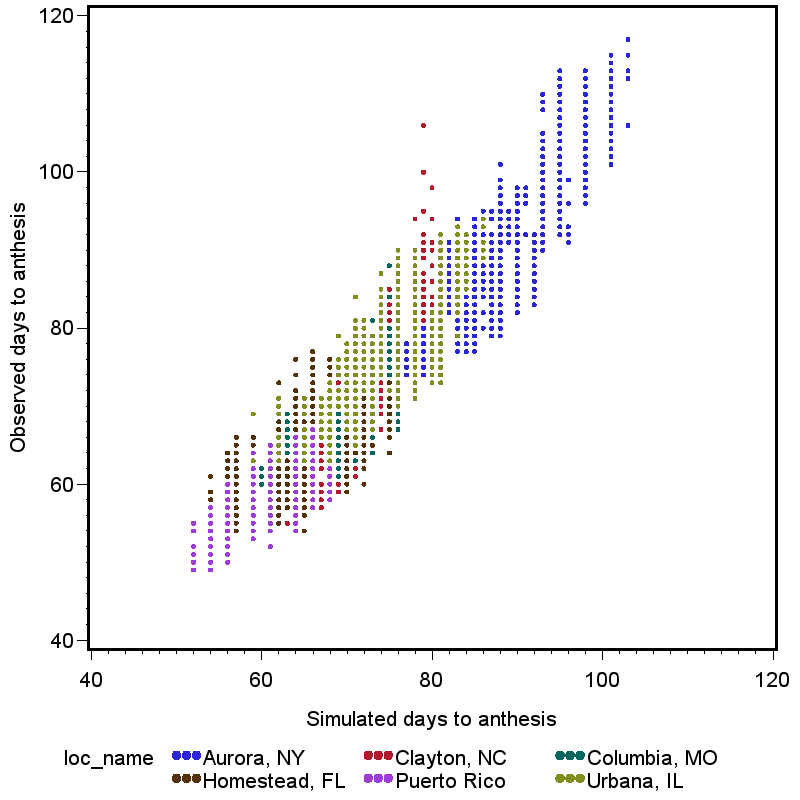 120
100
80
60
40
Observed days to anthesis
40 60 80 100 120
Simulated days to anthesis
loc_name Aurora, NY Clayton, NC Columbia, MO
Homestead, FL Puerto Rico Urbana, IL